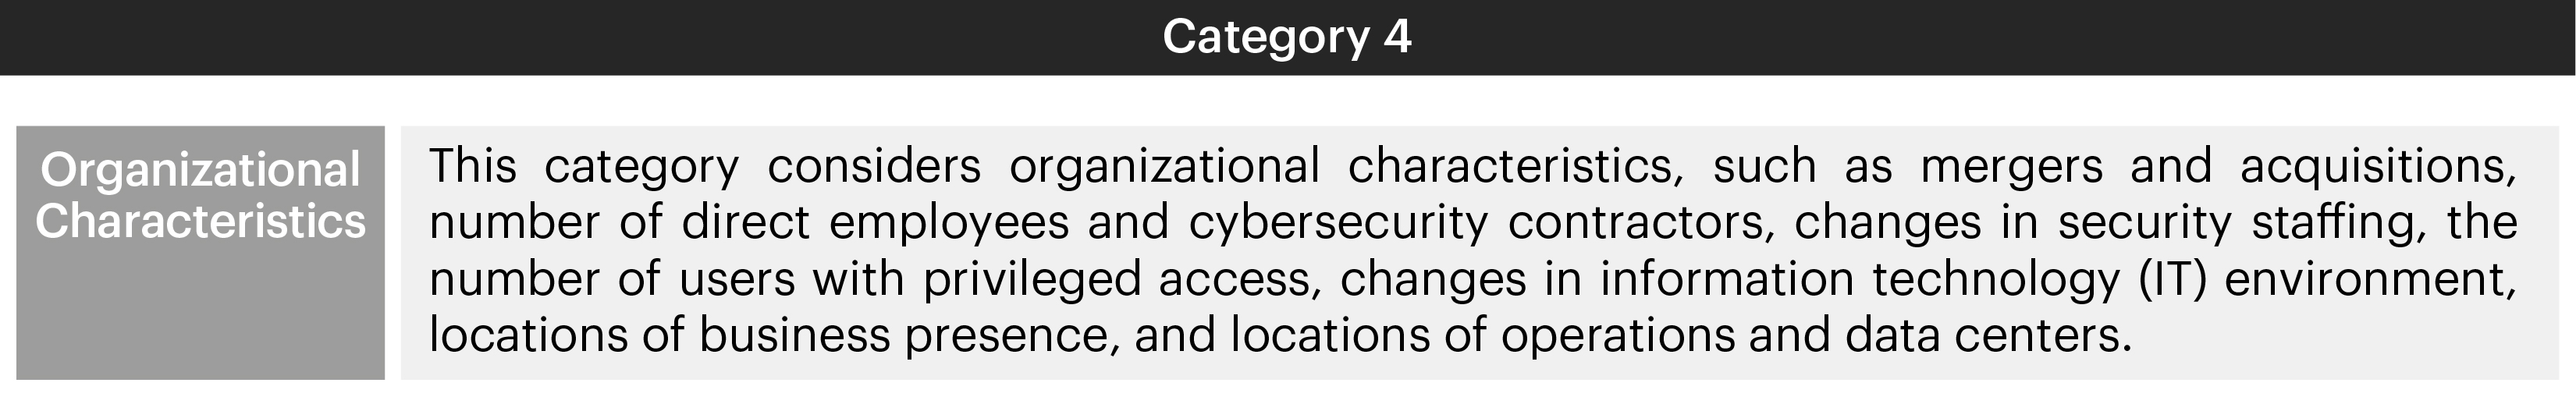 Category 4
Organizational
Characteristics
This category considers organizational characteristics, such as mergers and acquisitions,
number of direct employees and cybersecurity contractors, changes in security staffing, the
number of users with privileged access, changes in information technology (IT) environment,
locations of business presence, and locations of operations and data centers.